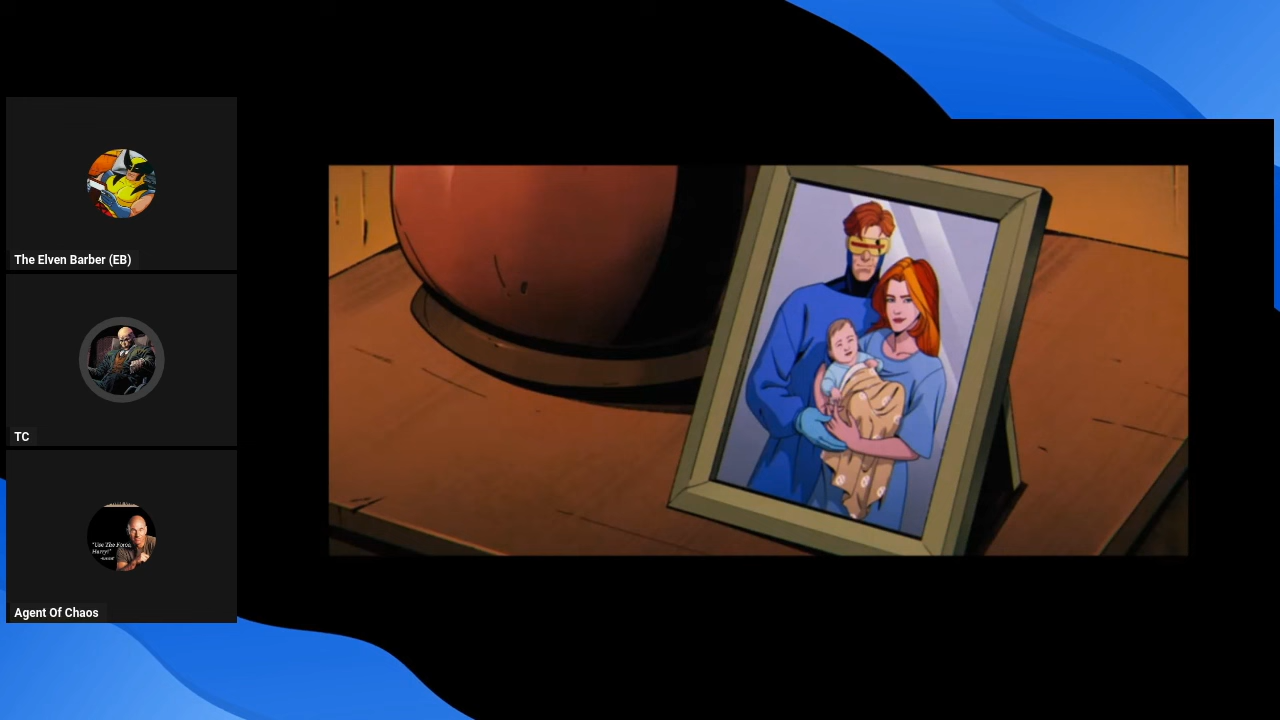 The Elven Barber (EB)
TC
"Use The Force,
Harry!"
Agent Of Chaos